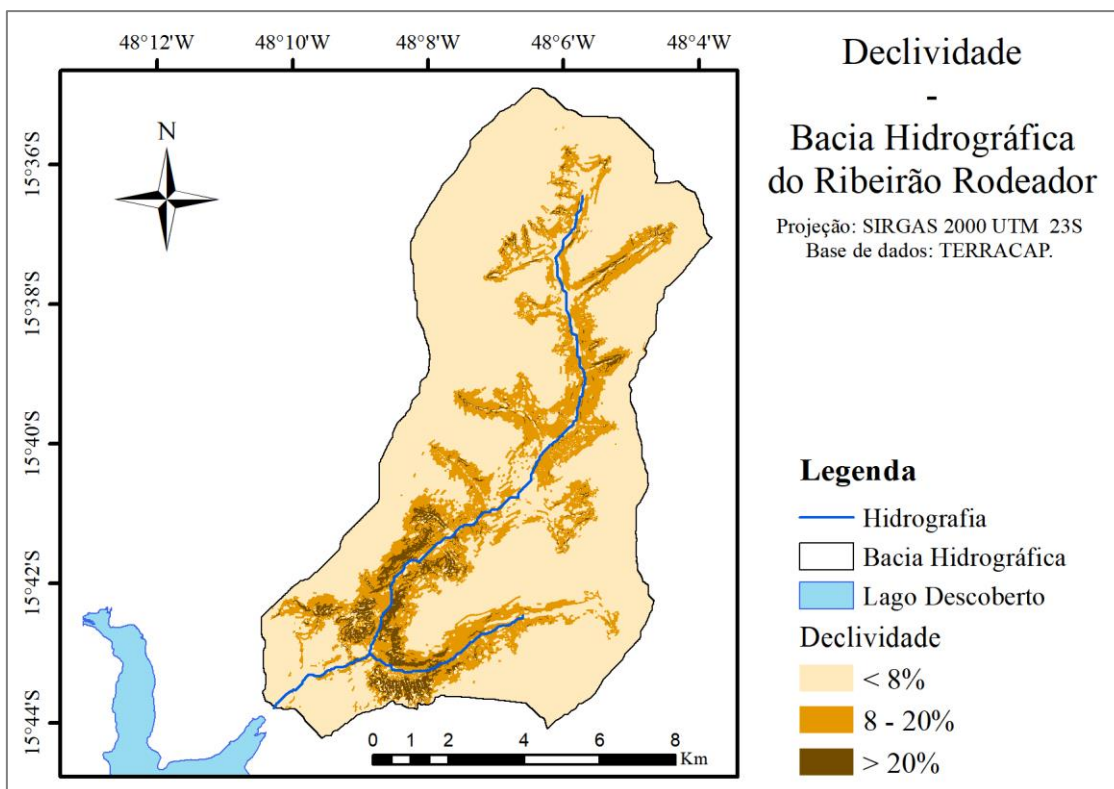 48°12'W 48°10'W 48°8'W 48°6'W 48°4'W
15°36'S
15°38'S
15°40'S
15°42'S
15°44'S
N
0 1 2 4 6 8
Km
Declividade
-
Bacia Hidrográfica
do Ribeirão Rodeador
Projeção: SIRGAS 2000 UTM 23S
Base de dados: TERRACAP.
Legenda
Hidrografia
Bacia Hidrográfica
Lago Descoberto
Declividade
< 8%
8 - 20%
> 20%